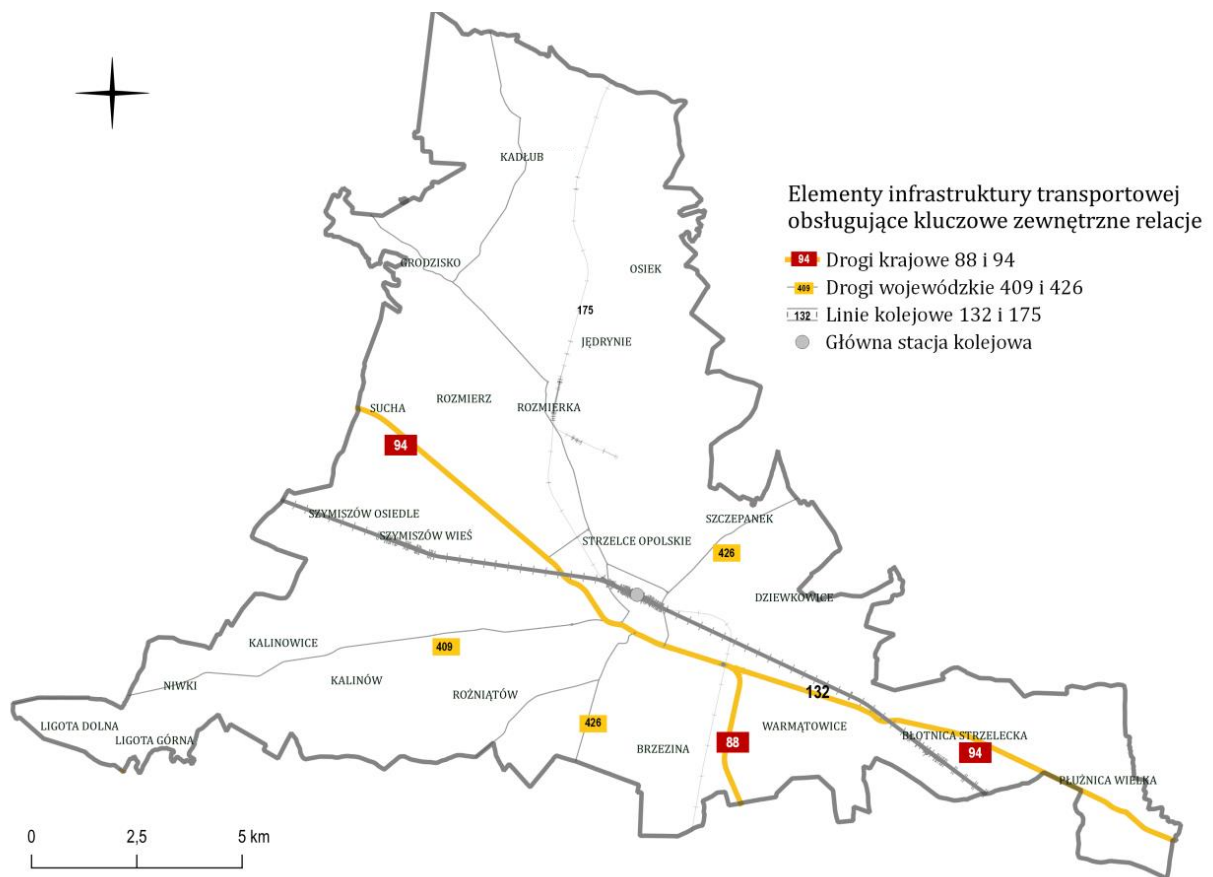 KADŁUB
GRODZISKO
OSIEK
175
JĘDRYNIE
SUCHA
ROZMIERZ
ROZMIERKA
94
SZYMISZÓW OSIEDLE
SZYMISZÓW WIEŚ
STRZELCE OPOLSKIE
SZCZEPANEK
426
DZIEWKOWICE
KALINOWICE
409
NIWKI
KALINÓW
ROŻNIĄTÓW
132
LIGOTA DOLNA
LIGOTA GÓRNA
426
BRZEZINA
88
WARMĄTOWICE
BŁOTNICA STRZELECKA
94
PŁUŻNICA WIELKA
Elementy infrastruktury transportowej
obsługujące kluczowe zewnętrzne relacje
94 Drogi krajowe 88 i 94
409 Drogi wojewódzkie 409 i 426
132 Linie kolejowe 132 i 175
Główna stacja kolejowa
0 2,5 5 km